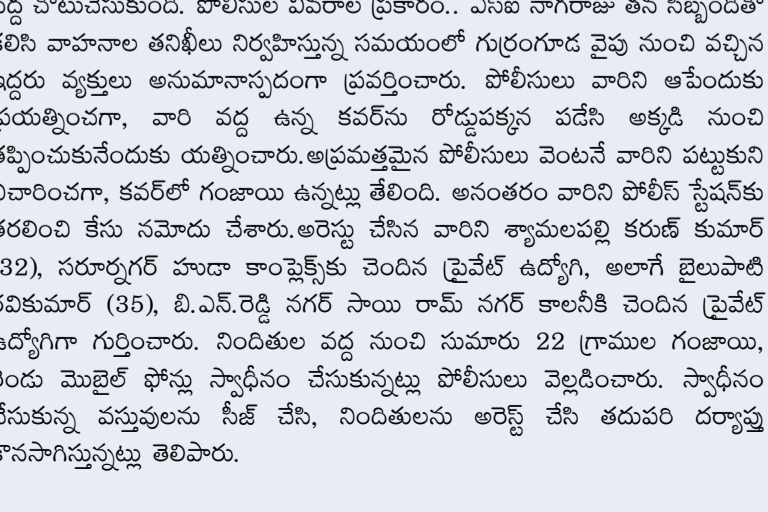 వద్ద చోటుచేసుకుంది. పోలీసుల వివరాల ప్రకారం.. ఎస్ఐ నాగరాజు తన సిబ్బందితో
కలిసి వాహనాల తనిఖీలు నిర్వహిస్తున్న సమయంలో గుర్రంగూడ వైపు నుంచి వచ్చిన
ఇద్దరు వ్యక్తులు అనుమానాస్పదంగా ప్రవర్తించారు. పోలీసులు వారిని ఆపేందుకు
ప్రయత్నించగా, వారి వద్ద ఉన్న కవర్‌ను రోడ్డుపక్కన పడేసి అక్కడి నుంచి
తప్పించుకునేందుకు యత్నించారు.అప్రమత్తమైన పోలీసులు వెంటనే వారిని పట్టుకుని
విచారించగా, కవర్‌లో గంజాయి ఉన్నట్లు తేలింది. అనంతరం వారిని పోలీస్ స్టేషన్‌కు
తరలించి కేసు నమోదు చేశారు.అరెస్టు చేసిన వారిని శ్యామలపల్లి కరుణ్ కుమార్
(32), సరూర్నగర్ హుడా కాంప్లెక్స్‌కు చెందిన ప్రైవేట్ ఉద్యోగి, అలాగే బైలుపాటి
రవికుమార్ (35), బి.ఎన్.రెడ్డి నగర్ సాయి రామ్ నగర్ కాలనీకి చెందిన ప్రైవేట్
ఉద్యోగిగా గుర్తించారు. నిందితుల వద్ద నుంచి సుమారు 22 గ్రాముల గంజాయి,
రెండు మొబైల్ ఫోన్లు స్వాధీనం చేసుకున్నట్లు పోలీసులు వెల్లడించారు. స్వాధీనం
చేసుకున్న వస్తువులను సీజ్ చేసి, నిందితులను అరెస్ట్ చేసి తదుపరి దర్యాప్తు
కొనసాగిస్తున్నట్లు తెలిపారు.